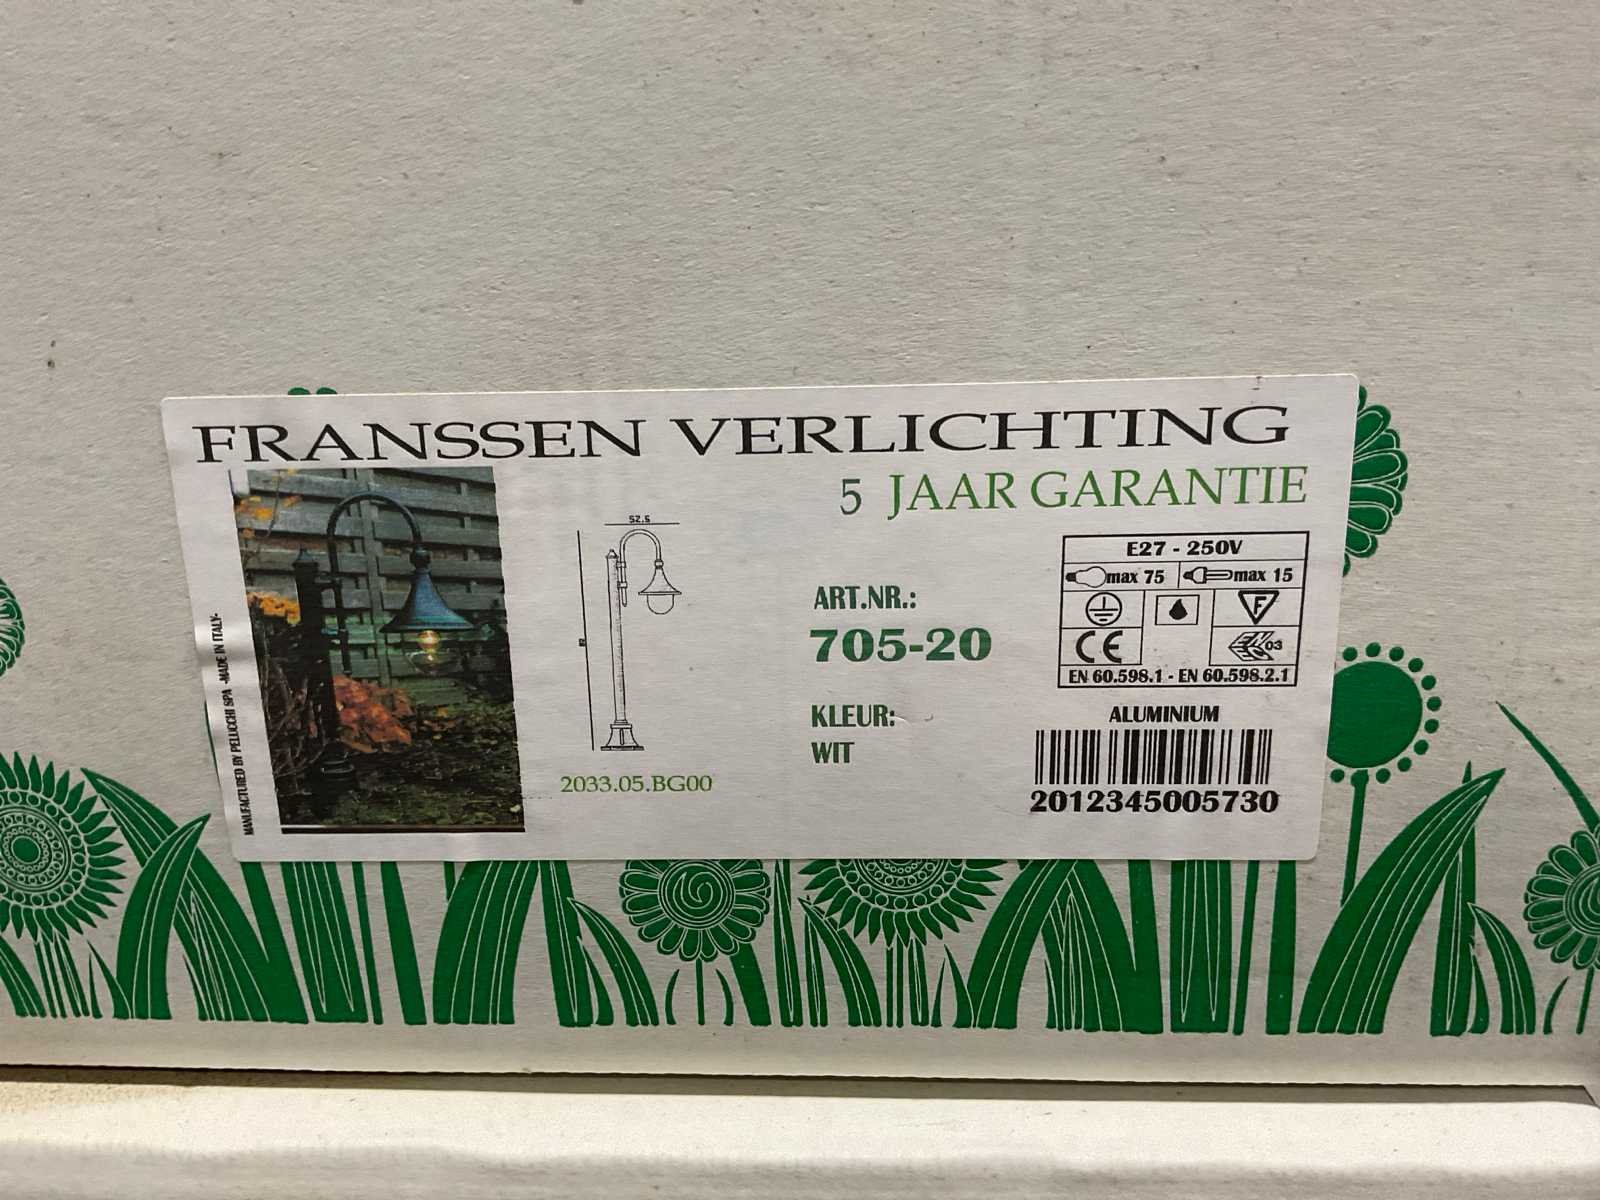 FRANSSEN VERLICHTING
5 JAAR GARANTIE
MANUFACTURED BY PELUCCHI SPA -MADE IN ITALY-
52.5
2033.05.BG00
ART.NR.:
705-20
KLEUR:
WIT
E27 - 250V
max 75
max 15
F
CE
03
EN 60.598.1 - EN 60.598.2.1
ALUMINIUM
2012345005730